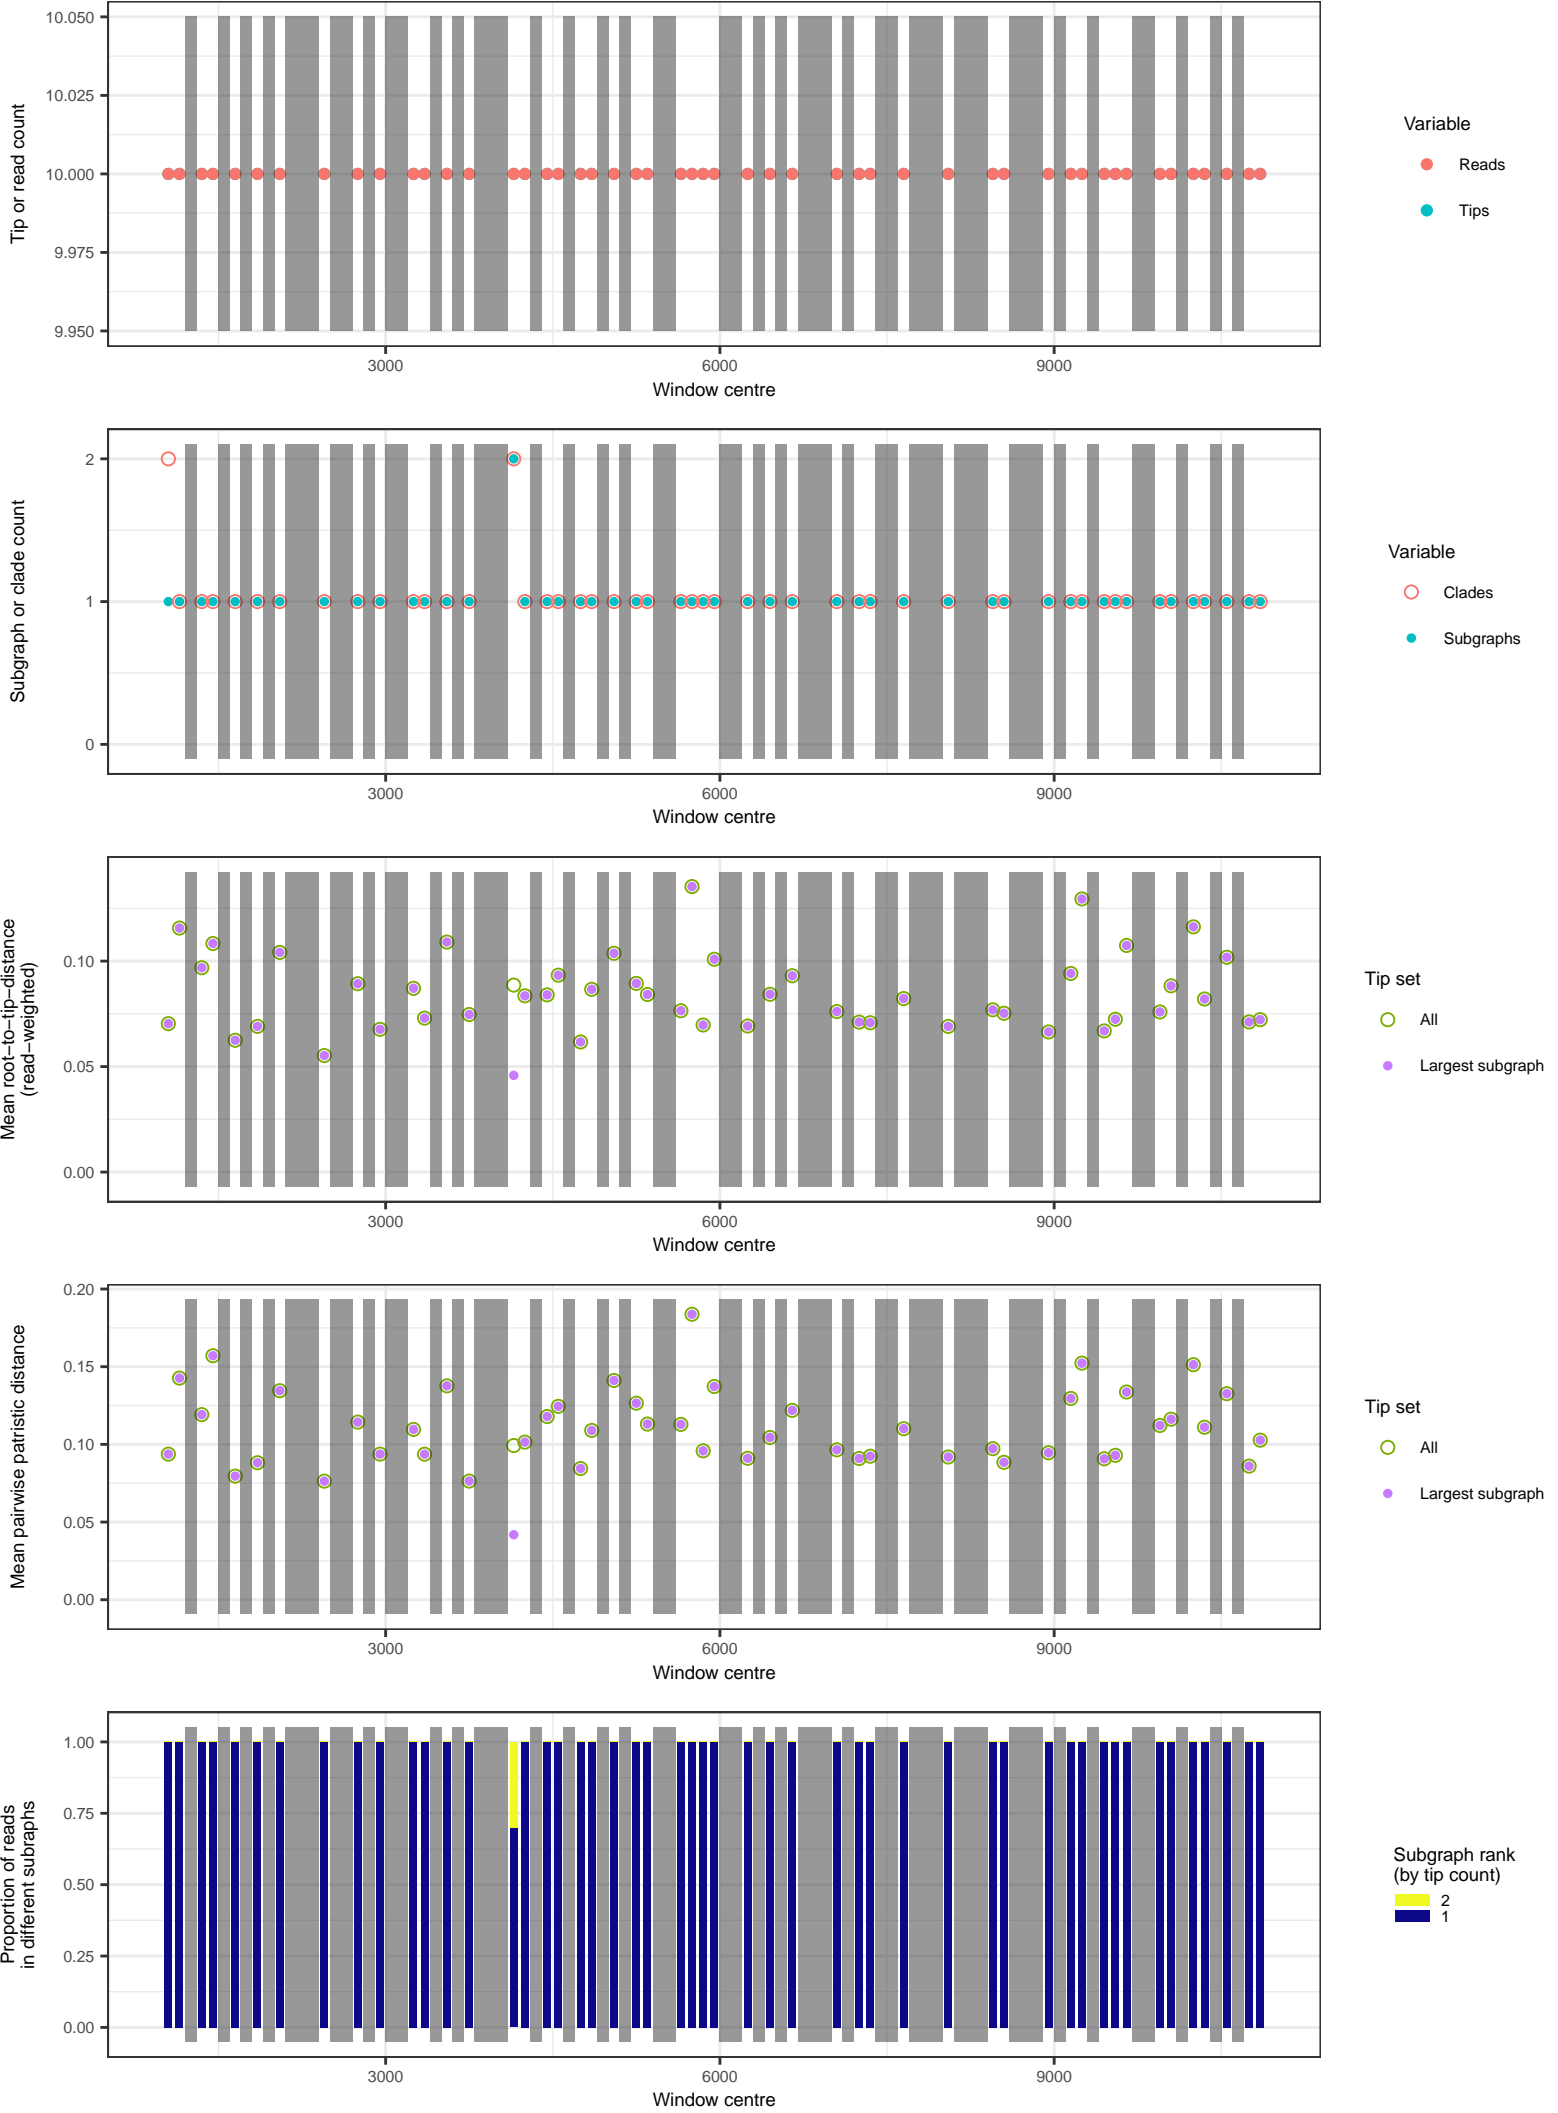 10.050
10.025
10.000
9.975
9.950
Tip or read count
3000
6000
9000
Window centre
Variable
Reads
Tips
2
1
0
Subgraph or clade count
3000
6000
9000
Window centre
Variable
Clades
Subgraphs
0.10
0.05
0.00
Mean root−to−tip−distance
(read−weighted)
3000
6000
9000
Window centre
Tip set
All
Largest subgraph
0.20
0.15
0.10
0.05
0.00
Mean pairwise patristic distance
3000
6000
9000
Window centre
Tip set
All
Largest subgraph
1.00
0.75
0.50
0.25
0.00
Proportion of reads
in different subraphs
3000
6000
9000
Window centre
Subgraph rank
(by tip count)
2
1